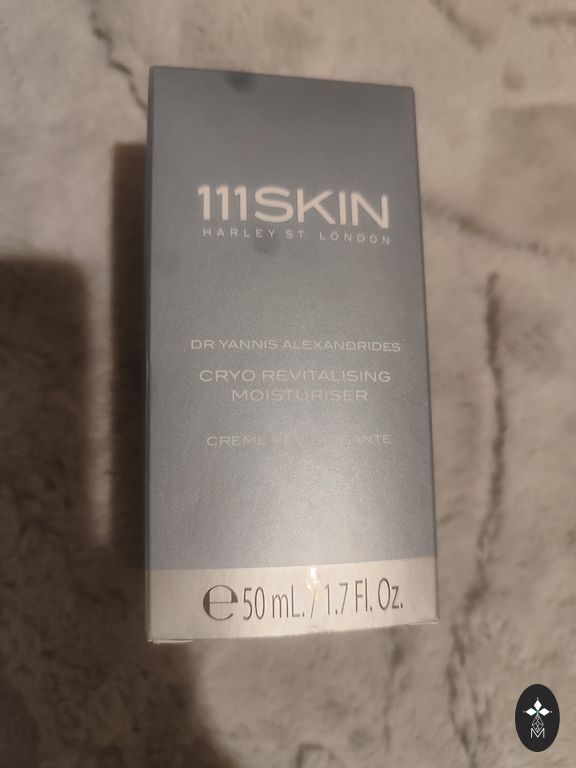 111SKIN
HARLEY ST. LONDON
DR YANNIS ALEXANDRIDES
CRYO REVITALISING
MOISTURISER
CREME
℮50 mL. / 1.7 Fl. Oz.
M